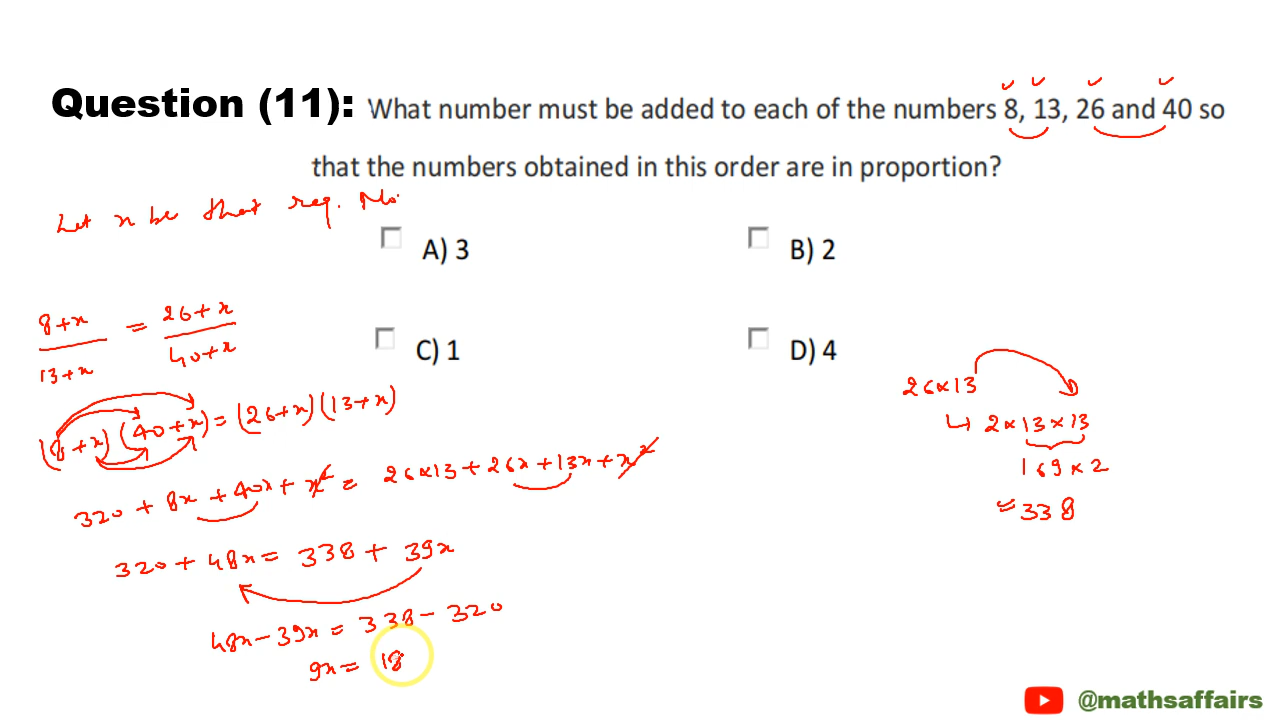 Question (11): What number must be added to each of the numbers 8, 13, 26 and 40 so
that the numbers obtained in this order are in proportion?
Let x be that req. No.
A) 3
B) 2
C) 1
D) 4
8+x / 13+x = 26+x / 40+x
(8+x)(40+x) = (26+x)(13+x)
320 + 8x + 40x + x² = 26×13 + 26x + 13x + x²
320 + 48x = 338 + 39x
48x - 39x = 338 - 320
9x = 18
26×13
↳ 2×13×13
169×2
= 338
@mathsaffairs